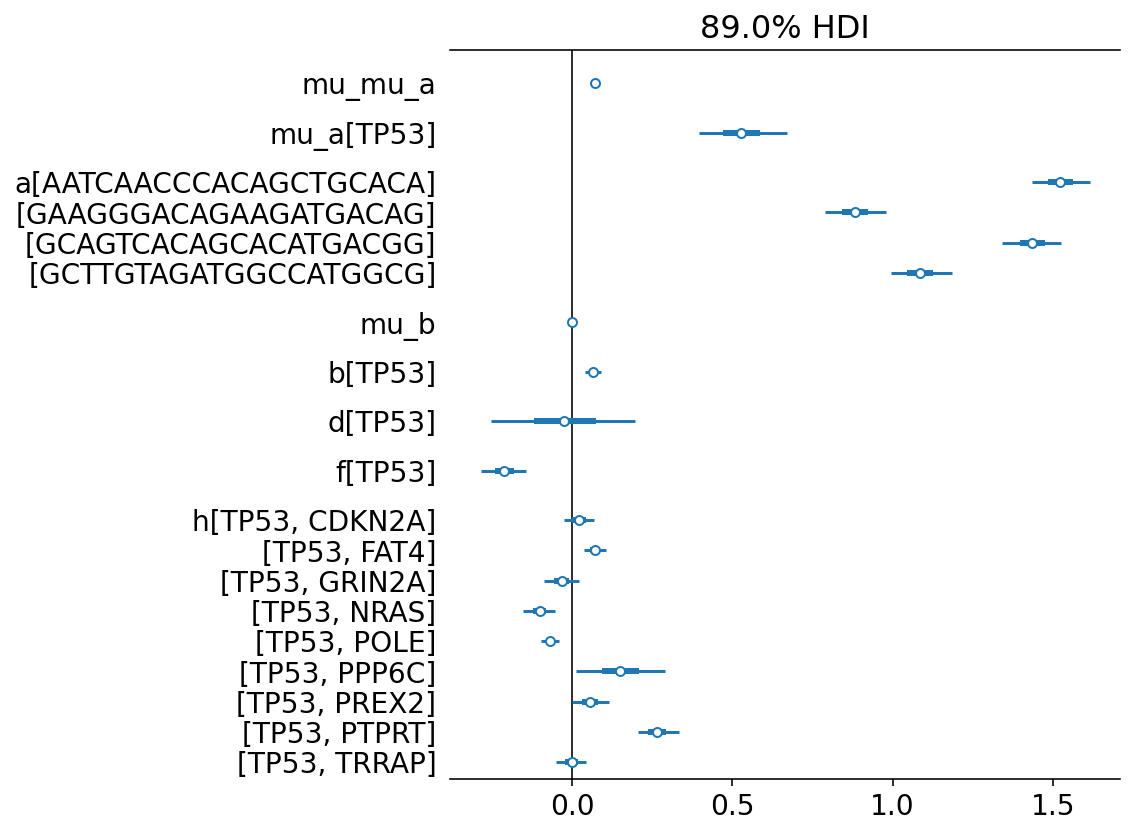 89.0% HDI
mu_mu_a
mu_a[TP53]
a[AATCAACCCACAGCTGCACA]
[GAAGGGACAGAAGATGACAG]
[GCAGTCACAGCACATGACGG]
[GCTTGTAGATGGCCATGGCG]
mu_b
b[TP53]
d[TP53]
f[TP53]
h[TP53, CDKN2A]
[TP53, FAT4]
[TP53, GRIN2A]
[TP53, NRAS]
[TP53, POLE]
[TP53, PPP6C]
[TP53, PREX2]
[TP53, PTPRT]
[TP53, TRRAP]
0.0 0.5 1.0 1.5